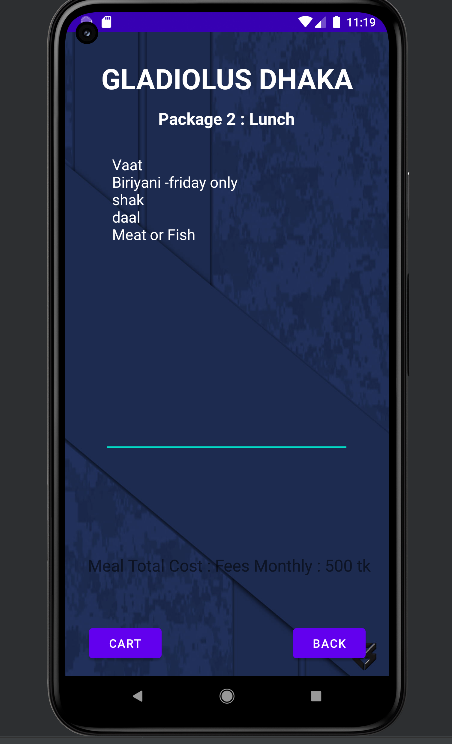 11:19
GLADIOLUS DHAKA
Package 2 : Lunch
Vaat
Biriyani -friday only
shak
daal
Meat or Fish
Meal Total Cost : Fees Monthly : 500 tk
CART BACK